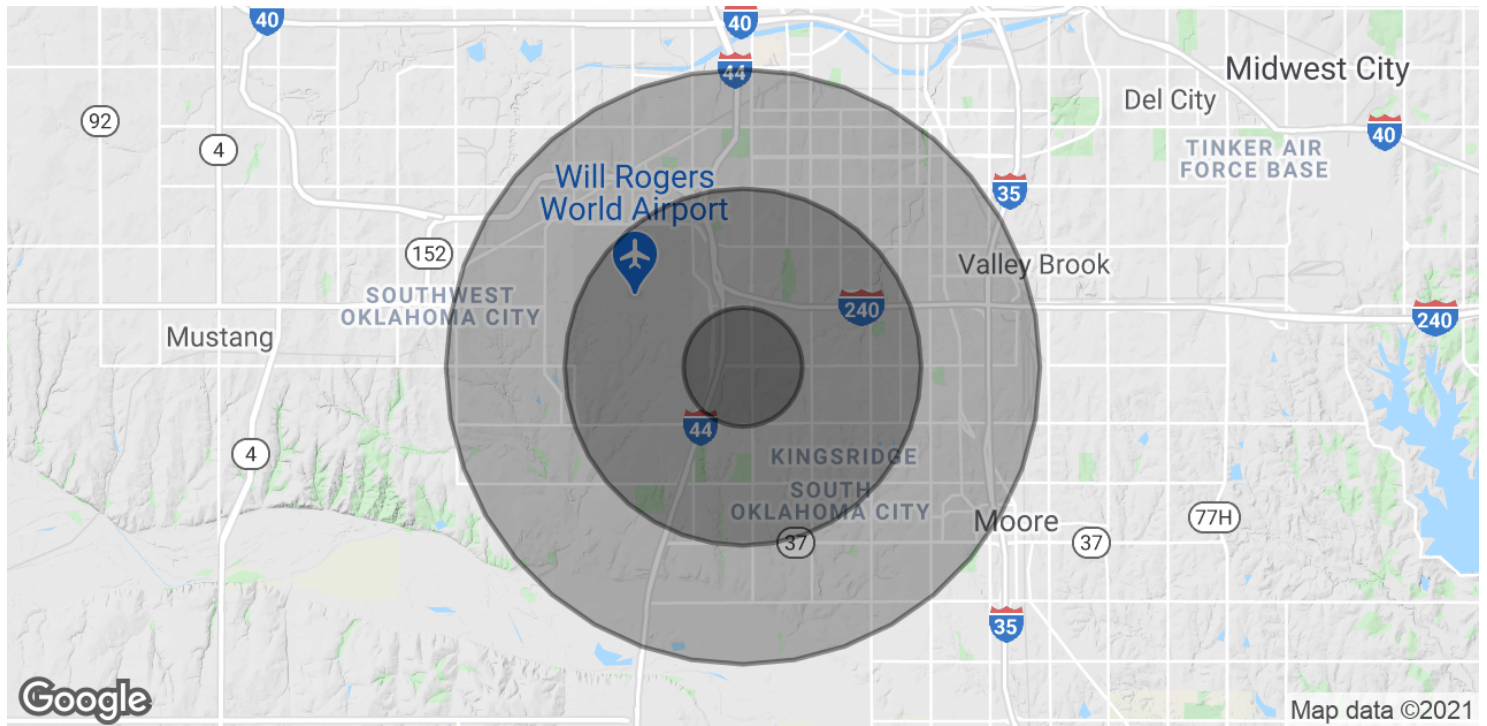 40
40
44
Midwest City
Del City
92
4
40
TINKER AIR
FORCE BASE
Will Rogers
World Airport
35
152
Valley Brook
SOUTHWEST
OKLAHOMA CITY
240
240
Mustang
44
4
KINGSRIDGE
SOUTH
OKLAHOMA CITY
Moore
77H
37
37
35
Google
Map data ©2021